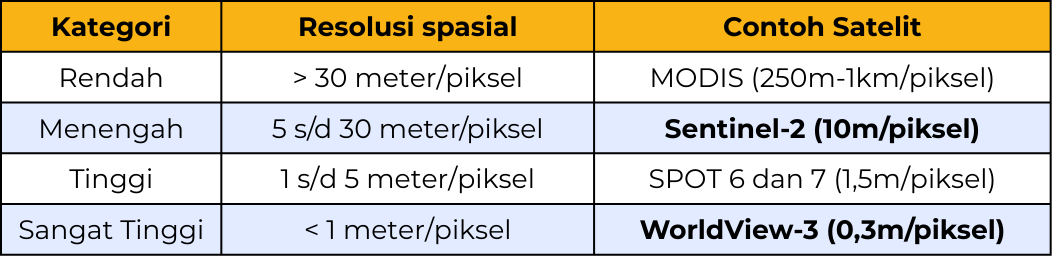 Kategori Resolusi spasial Contoh Satelit
Rendah > 30 meter/piksel MODIS (250m-1km/piksel)
Menengah 5 s/d 30 meter/piksel Sentinel-2 (10m/piksel)
Tinggi 1 s/d 5 meter/piksel SPOT 6 dan 7 (1,5m/piksel)
Sangat Tinggi < 1 meter/piksel WorldView-3 (0,3m/piksel)